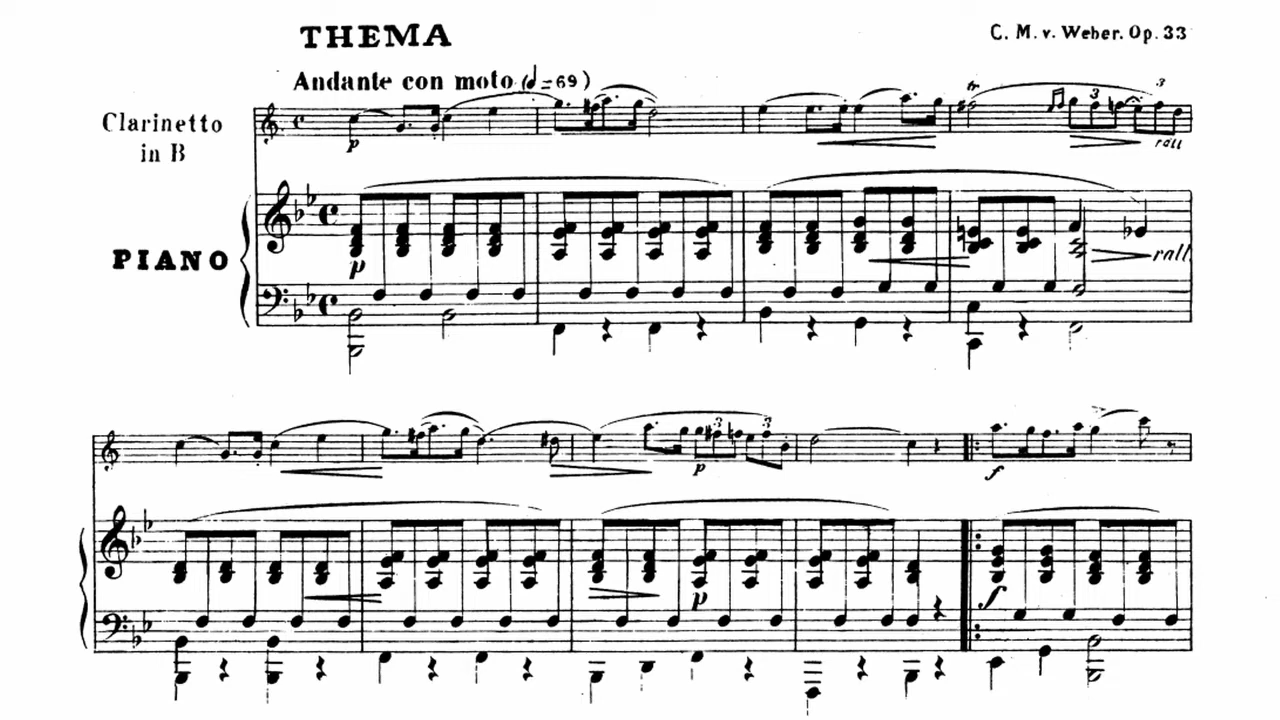 THEMA
C. M. v. Weber. Op. 33
Andante con moto (𝅗𝅥=69)
Clarinetto
in B
PIANO
tr
3
3
p
rall
p
rall
3
3
p
f
p
f